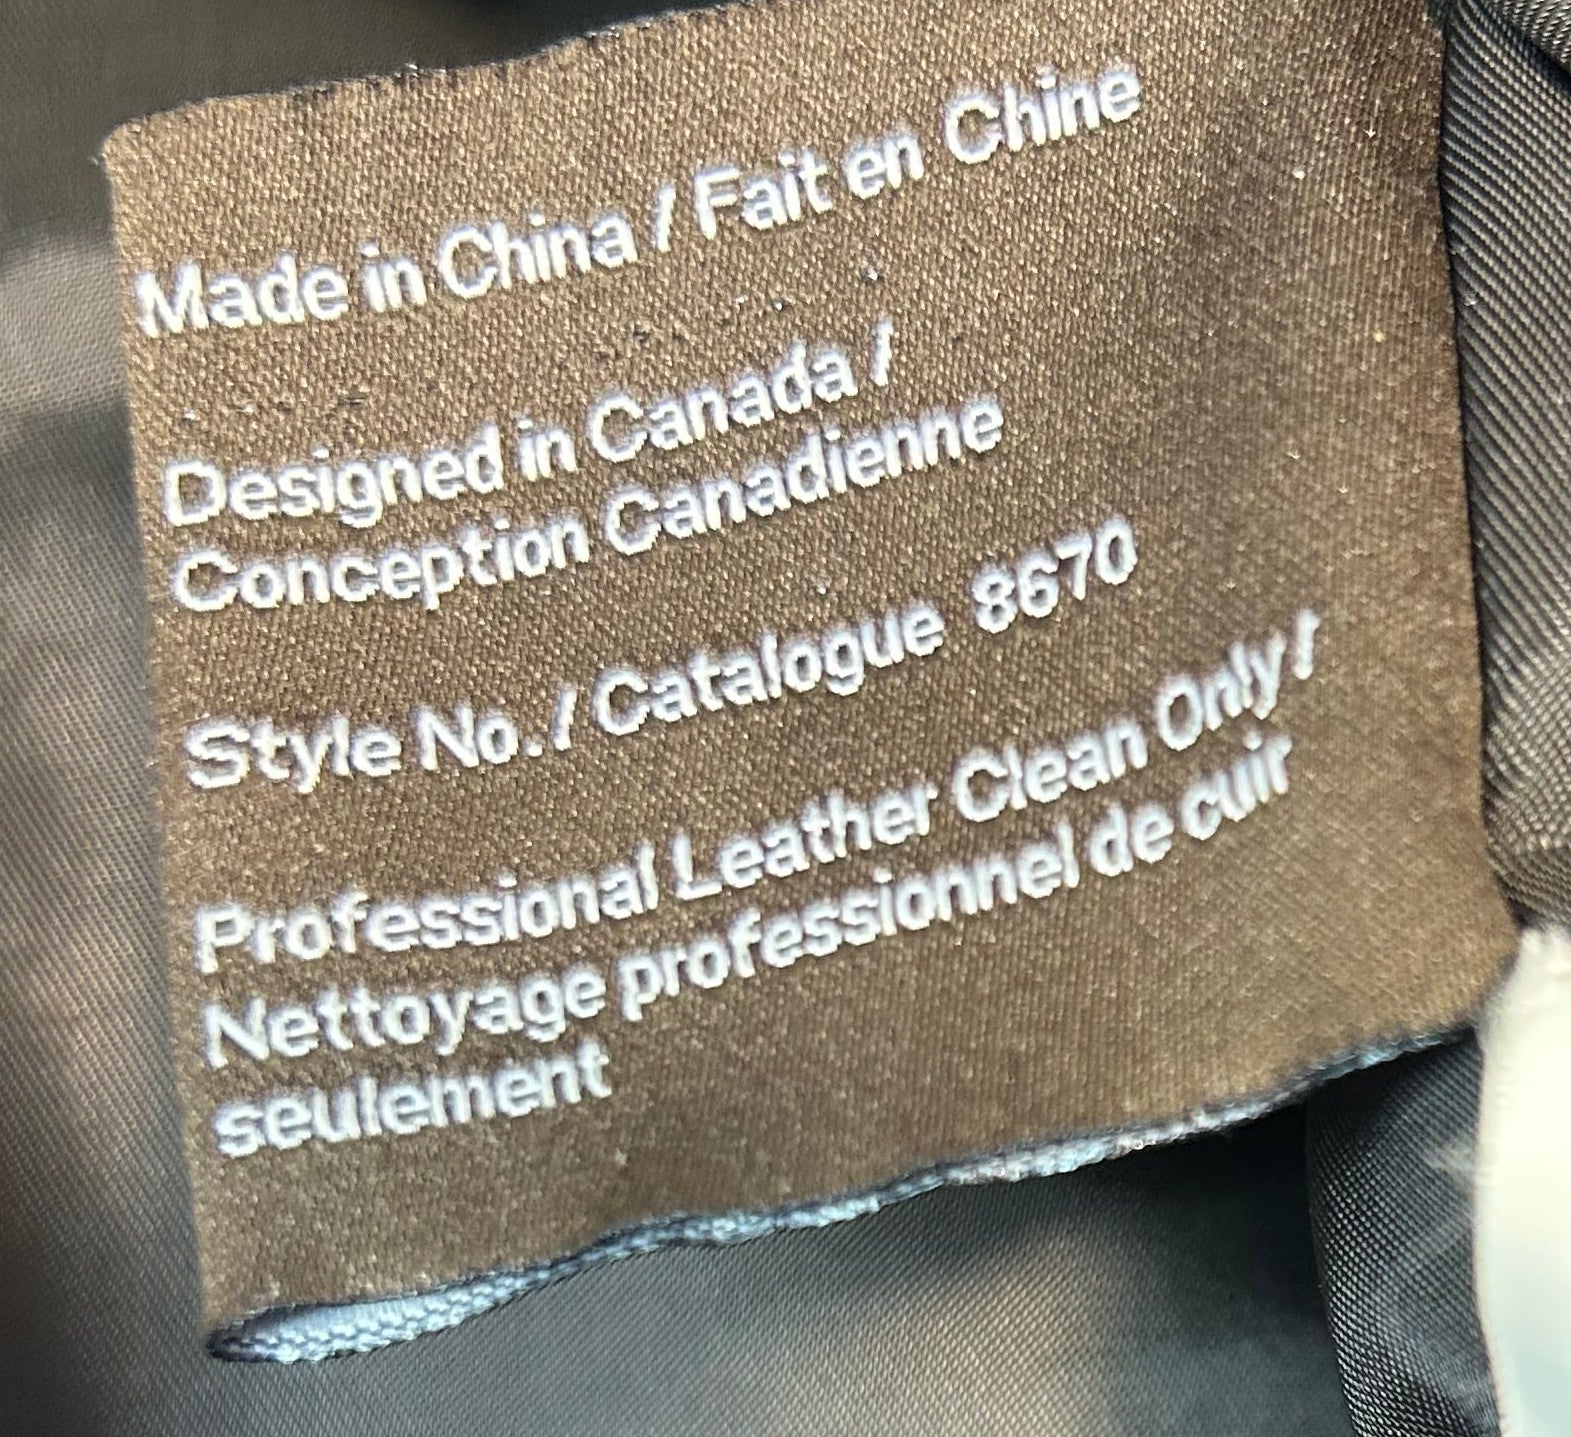 Made in China / Fait en Chine
Designed in Canada /
Conception Canadienne
Style No. / Catalogue 8670
Professional Leather Clean Only /
Nettoyage professionnel de cuir
seulement